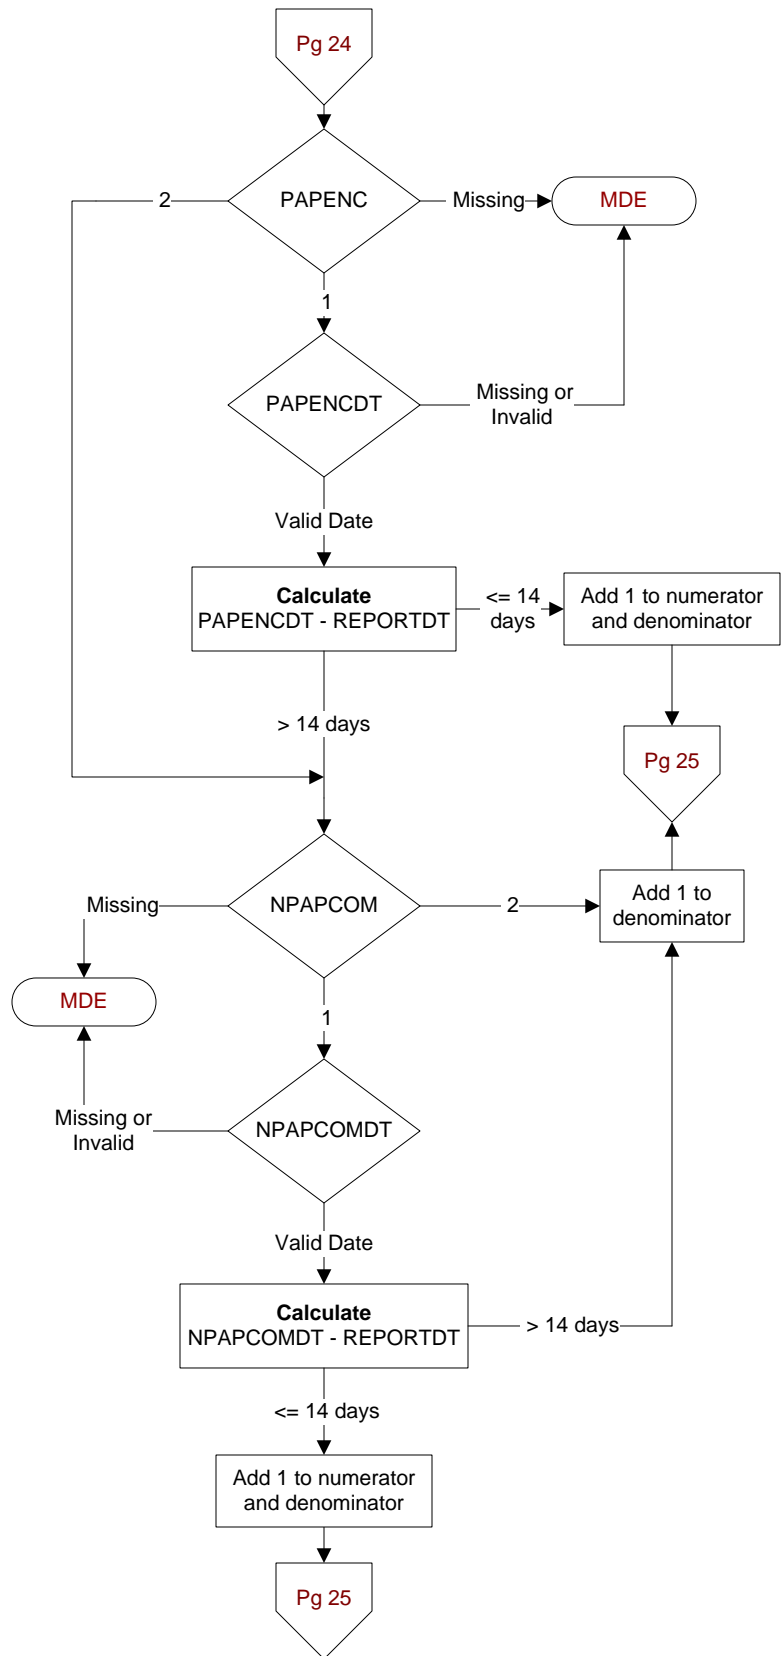 Pg 24
PAPENC
Missing
MDE
2
1
PAPENCDT
Missing or
Invalid
Valid Date
Calculate
PAPENCDT - REPORTDT
<= 14
days
Add 1 to numerator
and denominator
> 14 days
Pg 25
NPAPCOM
Missing
2
Add 1 to
denominator
MDE
1
NPAPCOMDT
Missing or
Invalid
Valid Date
Calculate
NPAPCOMDT - REPORTDT
> 14 days
<= 14 days
Add 1 to numerator
and denominator
Pg 25